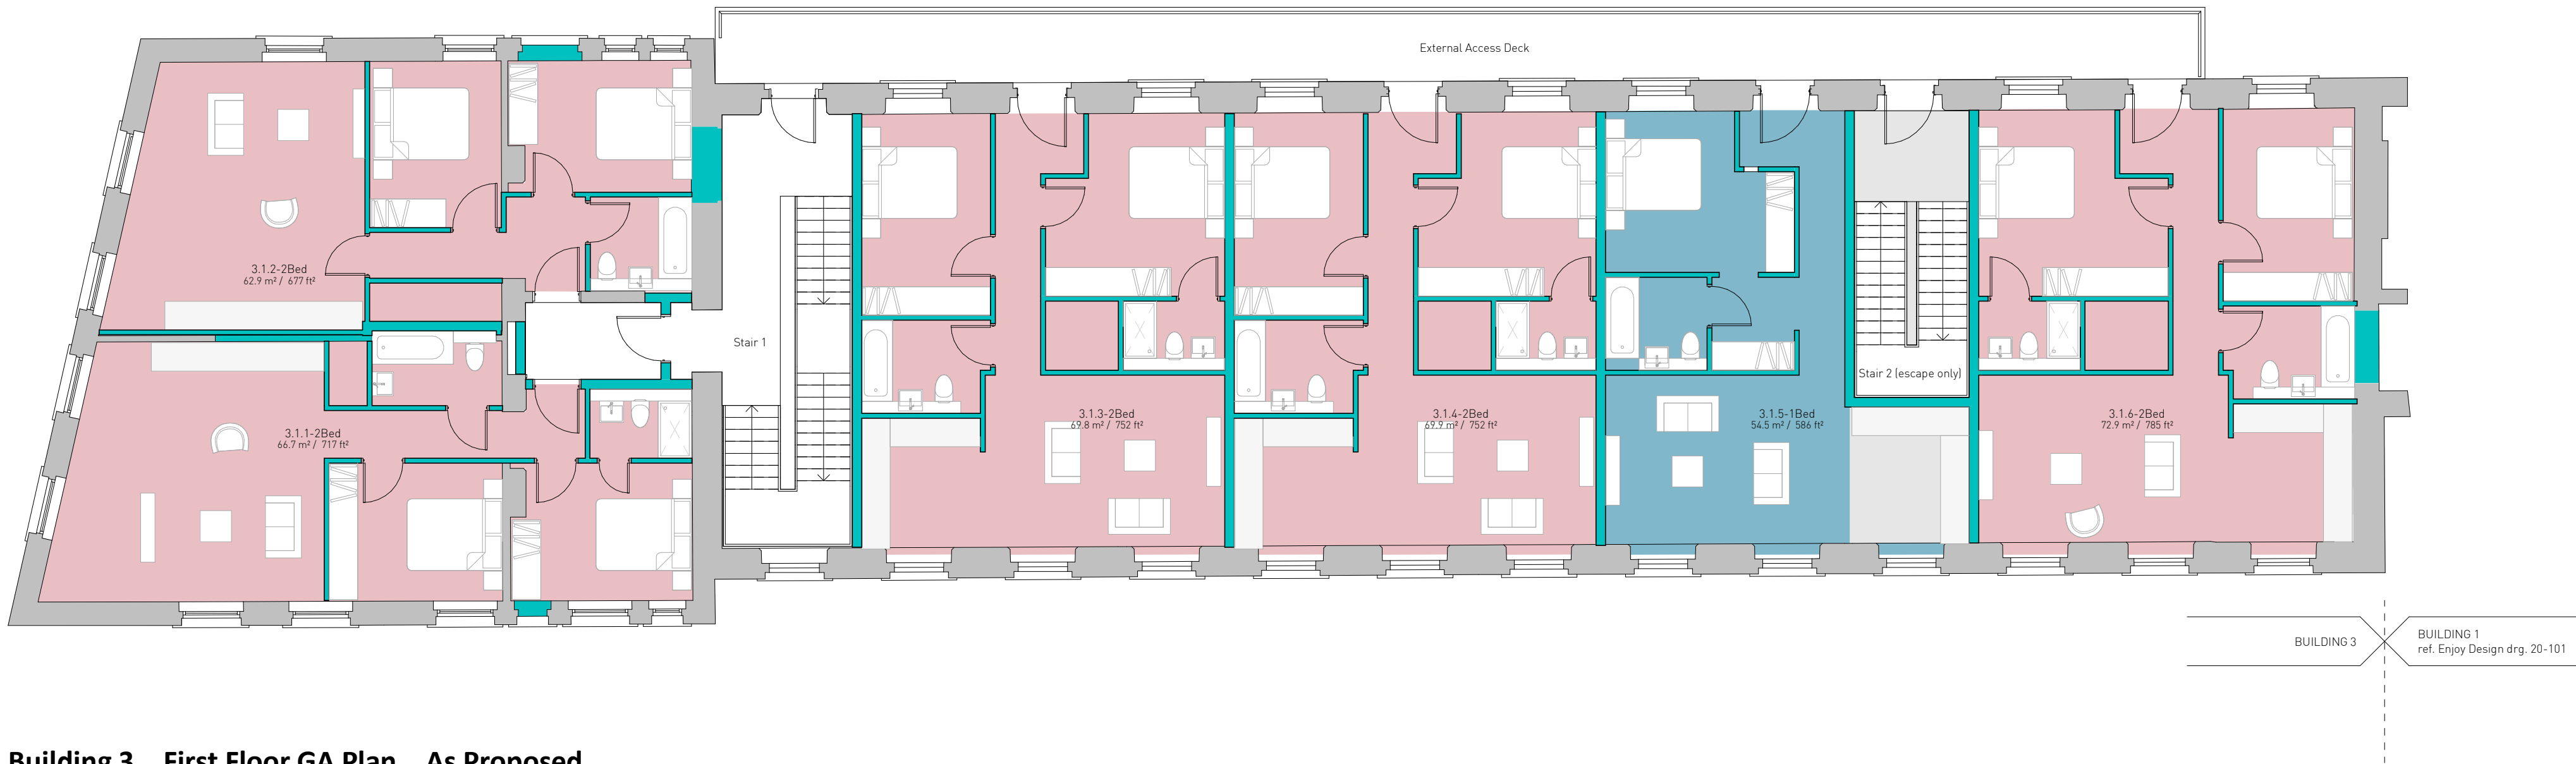 External Access Deck
3.1.2-2Bed
62.9 m² / 677 ft²
Stair 1
3.1.1-2Bed
66.7 m² / 717 ft²
3.1.3-2Bed
69.8 m² / 752 ft²
3.1.4-2Bed
69.9 m² / 752 ft²
3.1.5-1Bed
54.5 m² / 586 ft²
Stair 2 (escape only)
3.1.6-2Bed
72.9 m² / 785 ft²
BUILDING 3
BUILDING 1
ref. Enjoy Design drg. 20-101
Building 3 _ First Floor GA Plan _ As Proposed